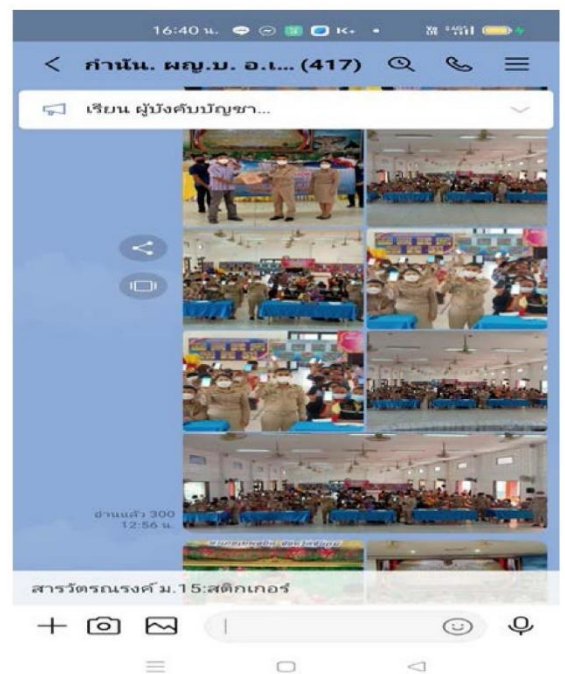 16:40 น.
K+
กำนัน. ผญ.บ. อ.เ... (417)
เรียน ผู้บังคับบัญชา...
อ่านแล้ว 300
12:56 น.
สารวัตรณรงค์ ม.15:สติกเกอร์